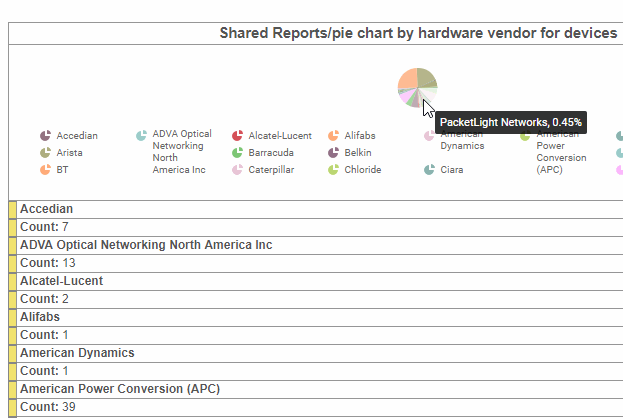 Shared Reports/pie chart by hardware vendor for devices
PacketLight Networks, 0.45%
Accedian
ADVA Optical
Networking
North
America Inc
Alcatel-Lucent
Alifabs
American
Dynamics
American
Power
Conversion
(APC)
Arista
Barracuda
Belkin
BT
Caterpillar
Chloride
Ciara
Accedian
Count: 7
ADVA Optical Networking North America Inc
Count: 13
Alcatel-Lucent
Count: 2
Alifabs
Count: 1
American Dynamics
Count: 1
American Power Conversion (APC)
Count: 39